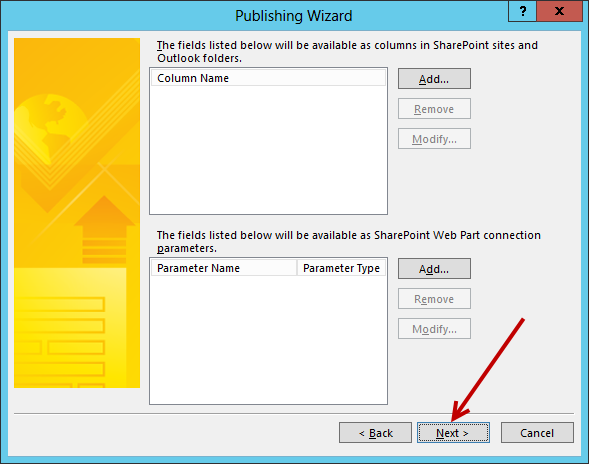 Publishing Wizard
?
x
The fields listed below will be available as columns in SharePoint sites and
Outlook folders.
Column Name
Add...
Remove
Modify...
The fields listed below will be available as SharePoint Web Part connection
parameters.
Parameter Name Parameter Type
Add...
Remove
Modify...
< Back Next > Cancel